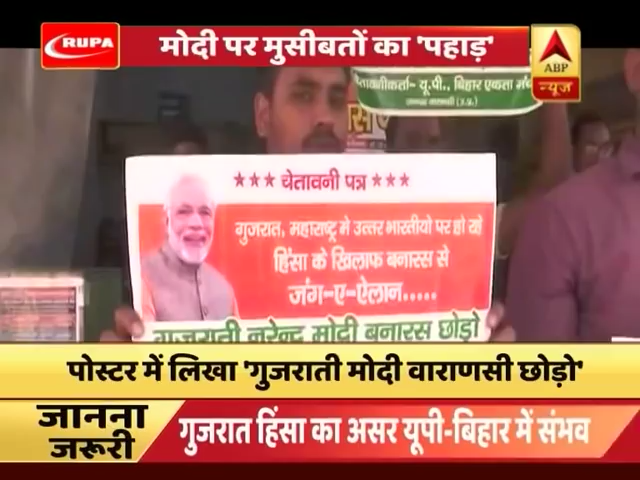 RUPA
मोदी पर मुसीबतों का 'पहाड़'
ABP
न्यूज़
यू.पी., बिहार एकता
★★★ चेतावनी पत्र ★★★
गुजरात, महाराष्ट्र मे उत्तर भारतीयो पर हो रहे
हिंसा के खिलाफ बनारस से
जंग-ए-ऐलान.....
गुजराती नरेन्द्र मोदी बनारस छोड़ो
पोस्टर में लिखा 'गुजराती मोदी वाराणसी छोड़ो'
जानना
जरूरी
गुजरात हिंसा का असर यूपी-बिहार में संभव